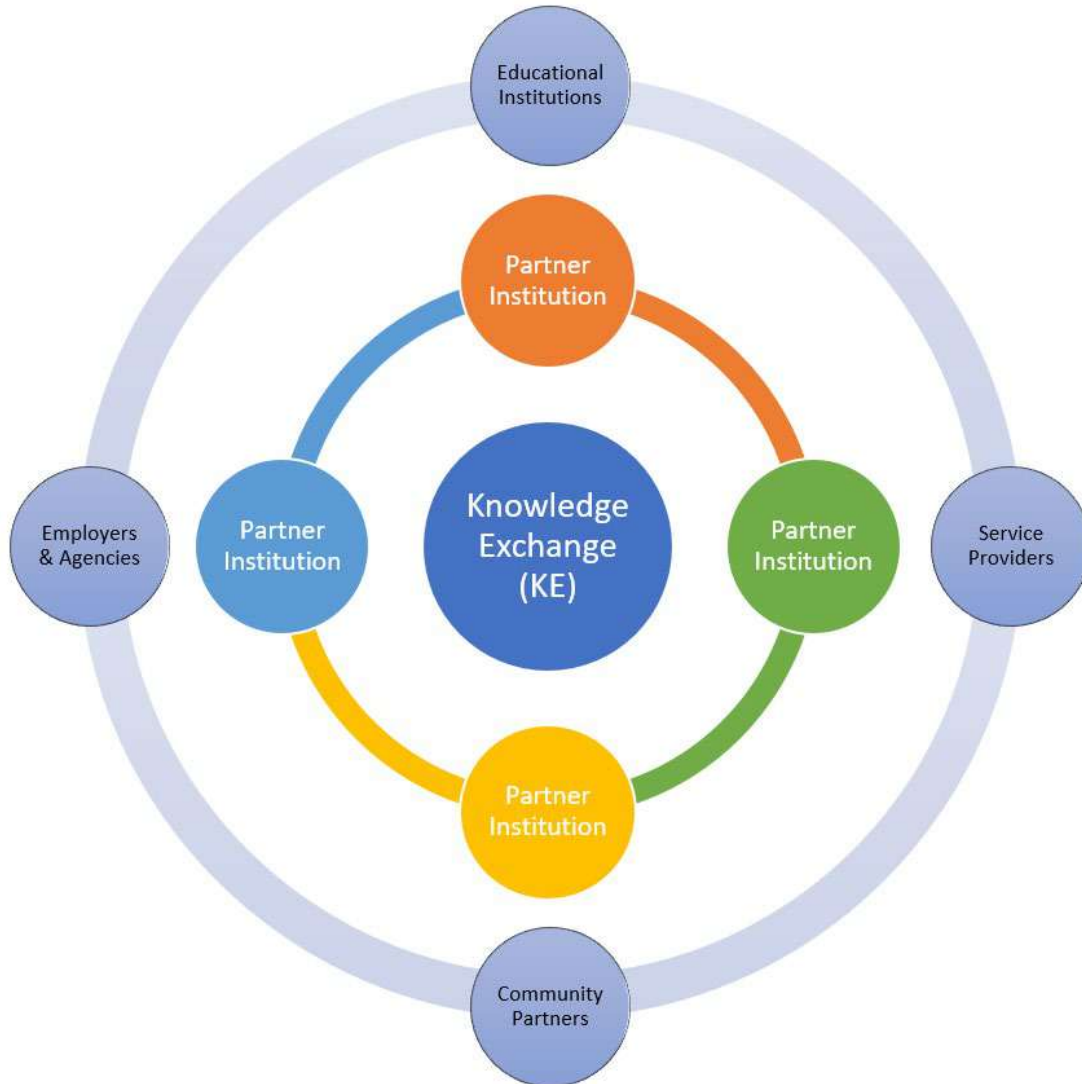 Educational
Institutions
Partner
Institution
Employers
& Agencies
Partner
Institution
Knowledge
Exchange
(KE)
Partner
Institution
Service
Providers
Partner
Institution
Community
Partners